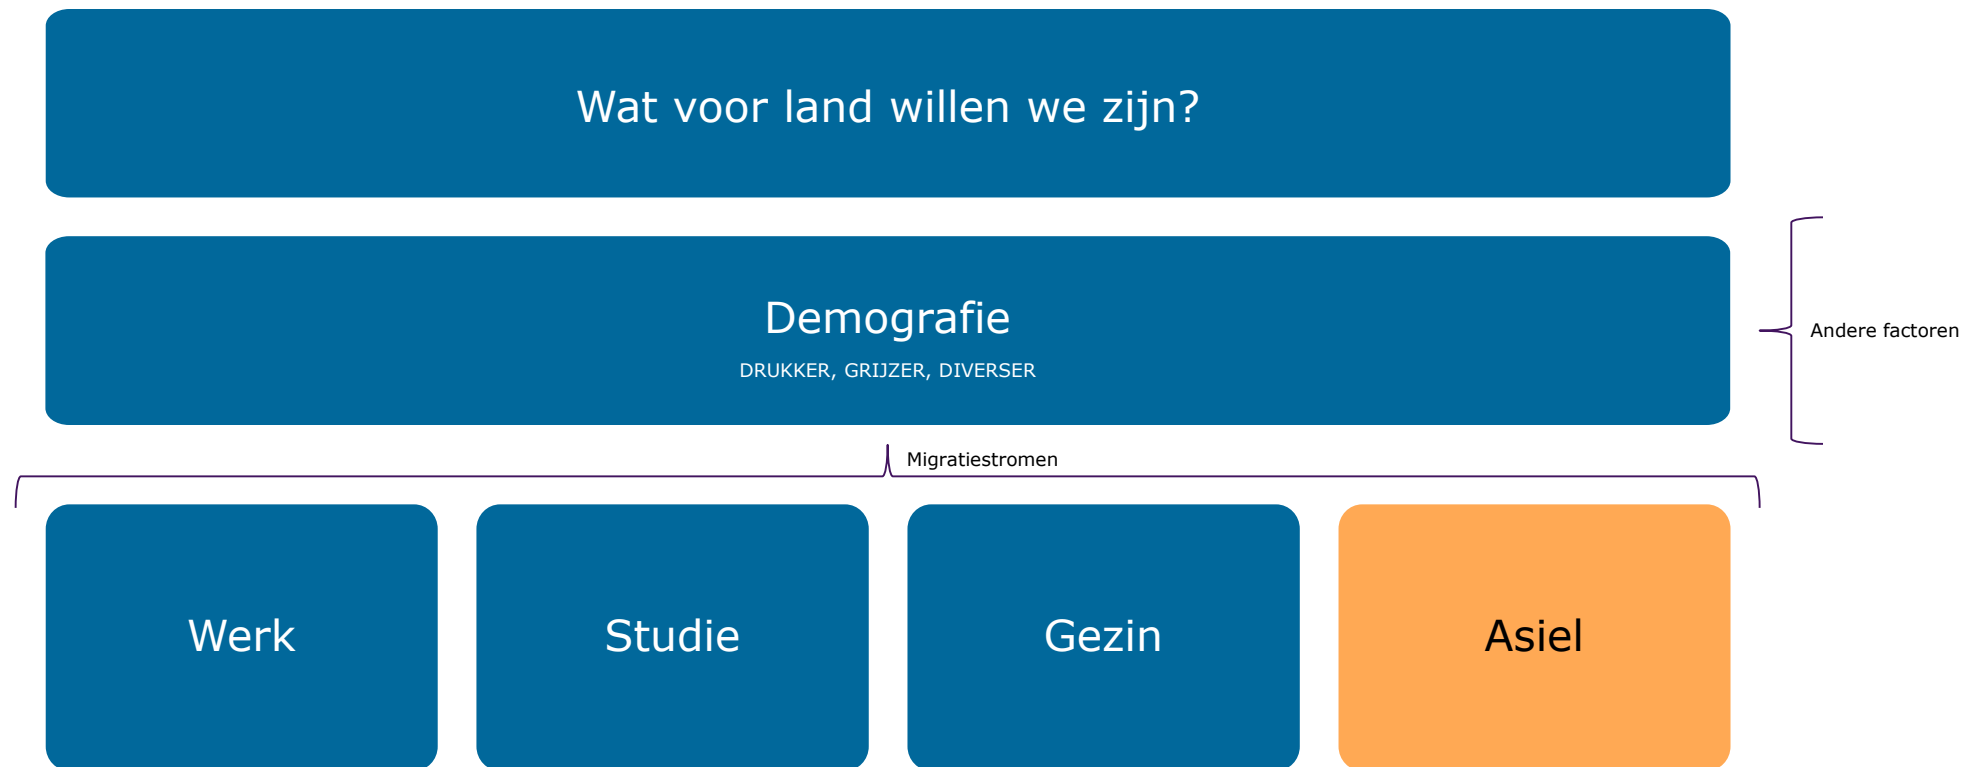 Wat voor land willen we zijn?
Demografie
DRUKKER, GRIJZER, DIVERSER
Andere factoren
Migratiestromen
Werk
Studie
Gezin
Asiel